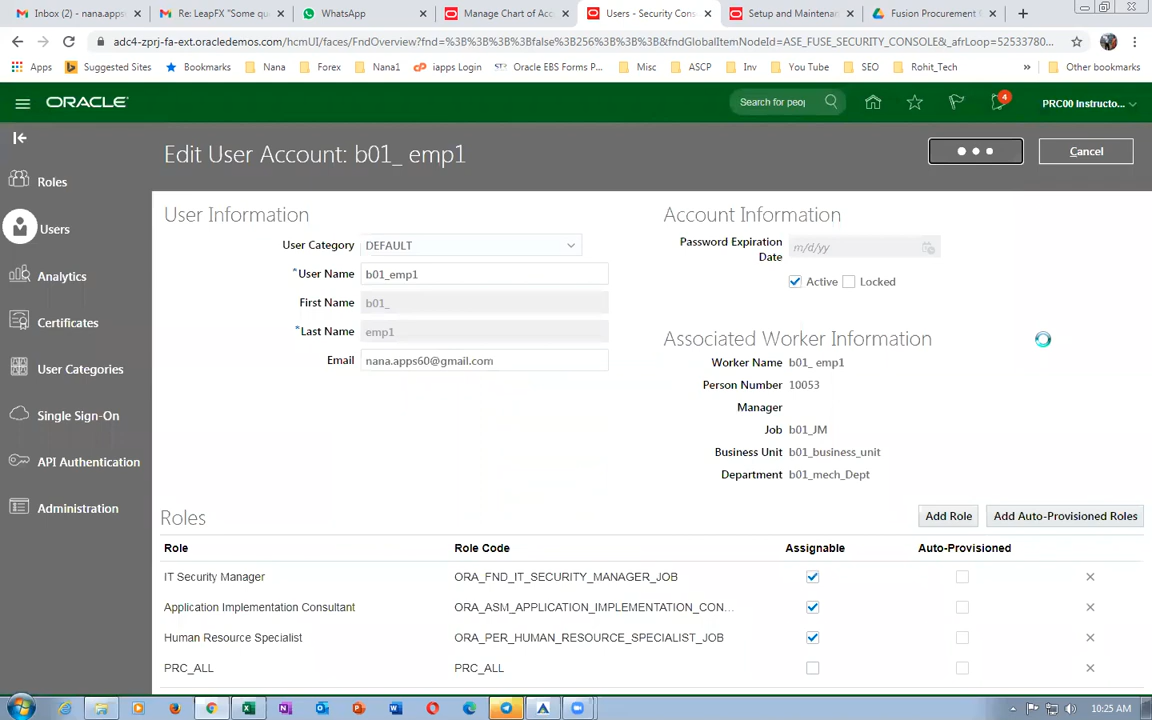 Inbox (2) - nana.apps
Re: LeapFX "Some qu
WhatsApp
Manage Chart of Acc
Users - Security Cons
Setup and Maintenan
Fusion Procurement
adc4-zprj-fa-ext.oracledemos.com/hcmUI/faces/FndOverview?fnd=%3B%3B%3B%3Bfalse%3B256%3B%3B%3B&fndGlobalItemNodeId=ASE_FUSE_SECURITY_CONSOLE&_afrLoop=52533780...
Apps
Suggested Sites
Bookmarks
Nana
Forex
Nana1
iapps Login
Oracle EBS Forms P...
Misc
ASCP
Inv
You Tube
SEO
Rohit_Tech
»
Other bookmarks
ORACLE
Search for peop
4
PRC00 Instructo...
Edit User Account: b01_ emp1
Cancel
Roles
Users
Analytics
Certificates
User Categories
Single Sign-On
API Authentication
Administration
User Information
User Category DEFAULT
*User Name b01_emp1
First Name b01_
*Last Name emp1
Email nana.apps60@gmail.com
Account Information
Password Expiration Date m/d/yy
Active Locked
Associated Worker Information
Worker Name b01_ emp1
Person Number 10053
Manager
Job b01_JM
Business Unit b01_business_unit
Department b01_mech_Dept
Roles
Add Role Add Auto-Provisioned Roles
Role Role Code Assignable Auto-Provisioned
IT Security Manager ORA_FND_IT_SECURITY_MANAGER_JOB
Application Implementation Consultant ORA_ASM_APPLICATION_IMPLEMENTATION_CON...
Human Resource Specialist ORA_PER_HUMAN_RESOURCE_SPECIALIST_JOB
PRC_ALL PRC_ALL
10:25 AM